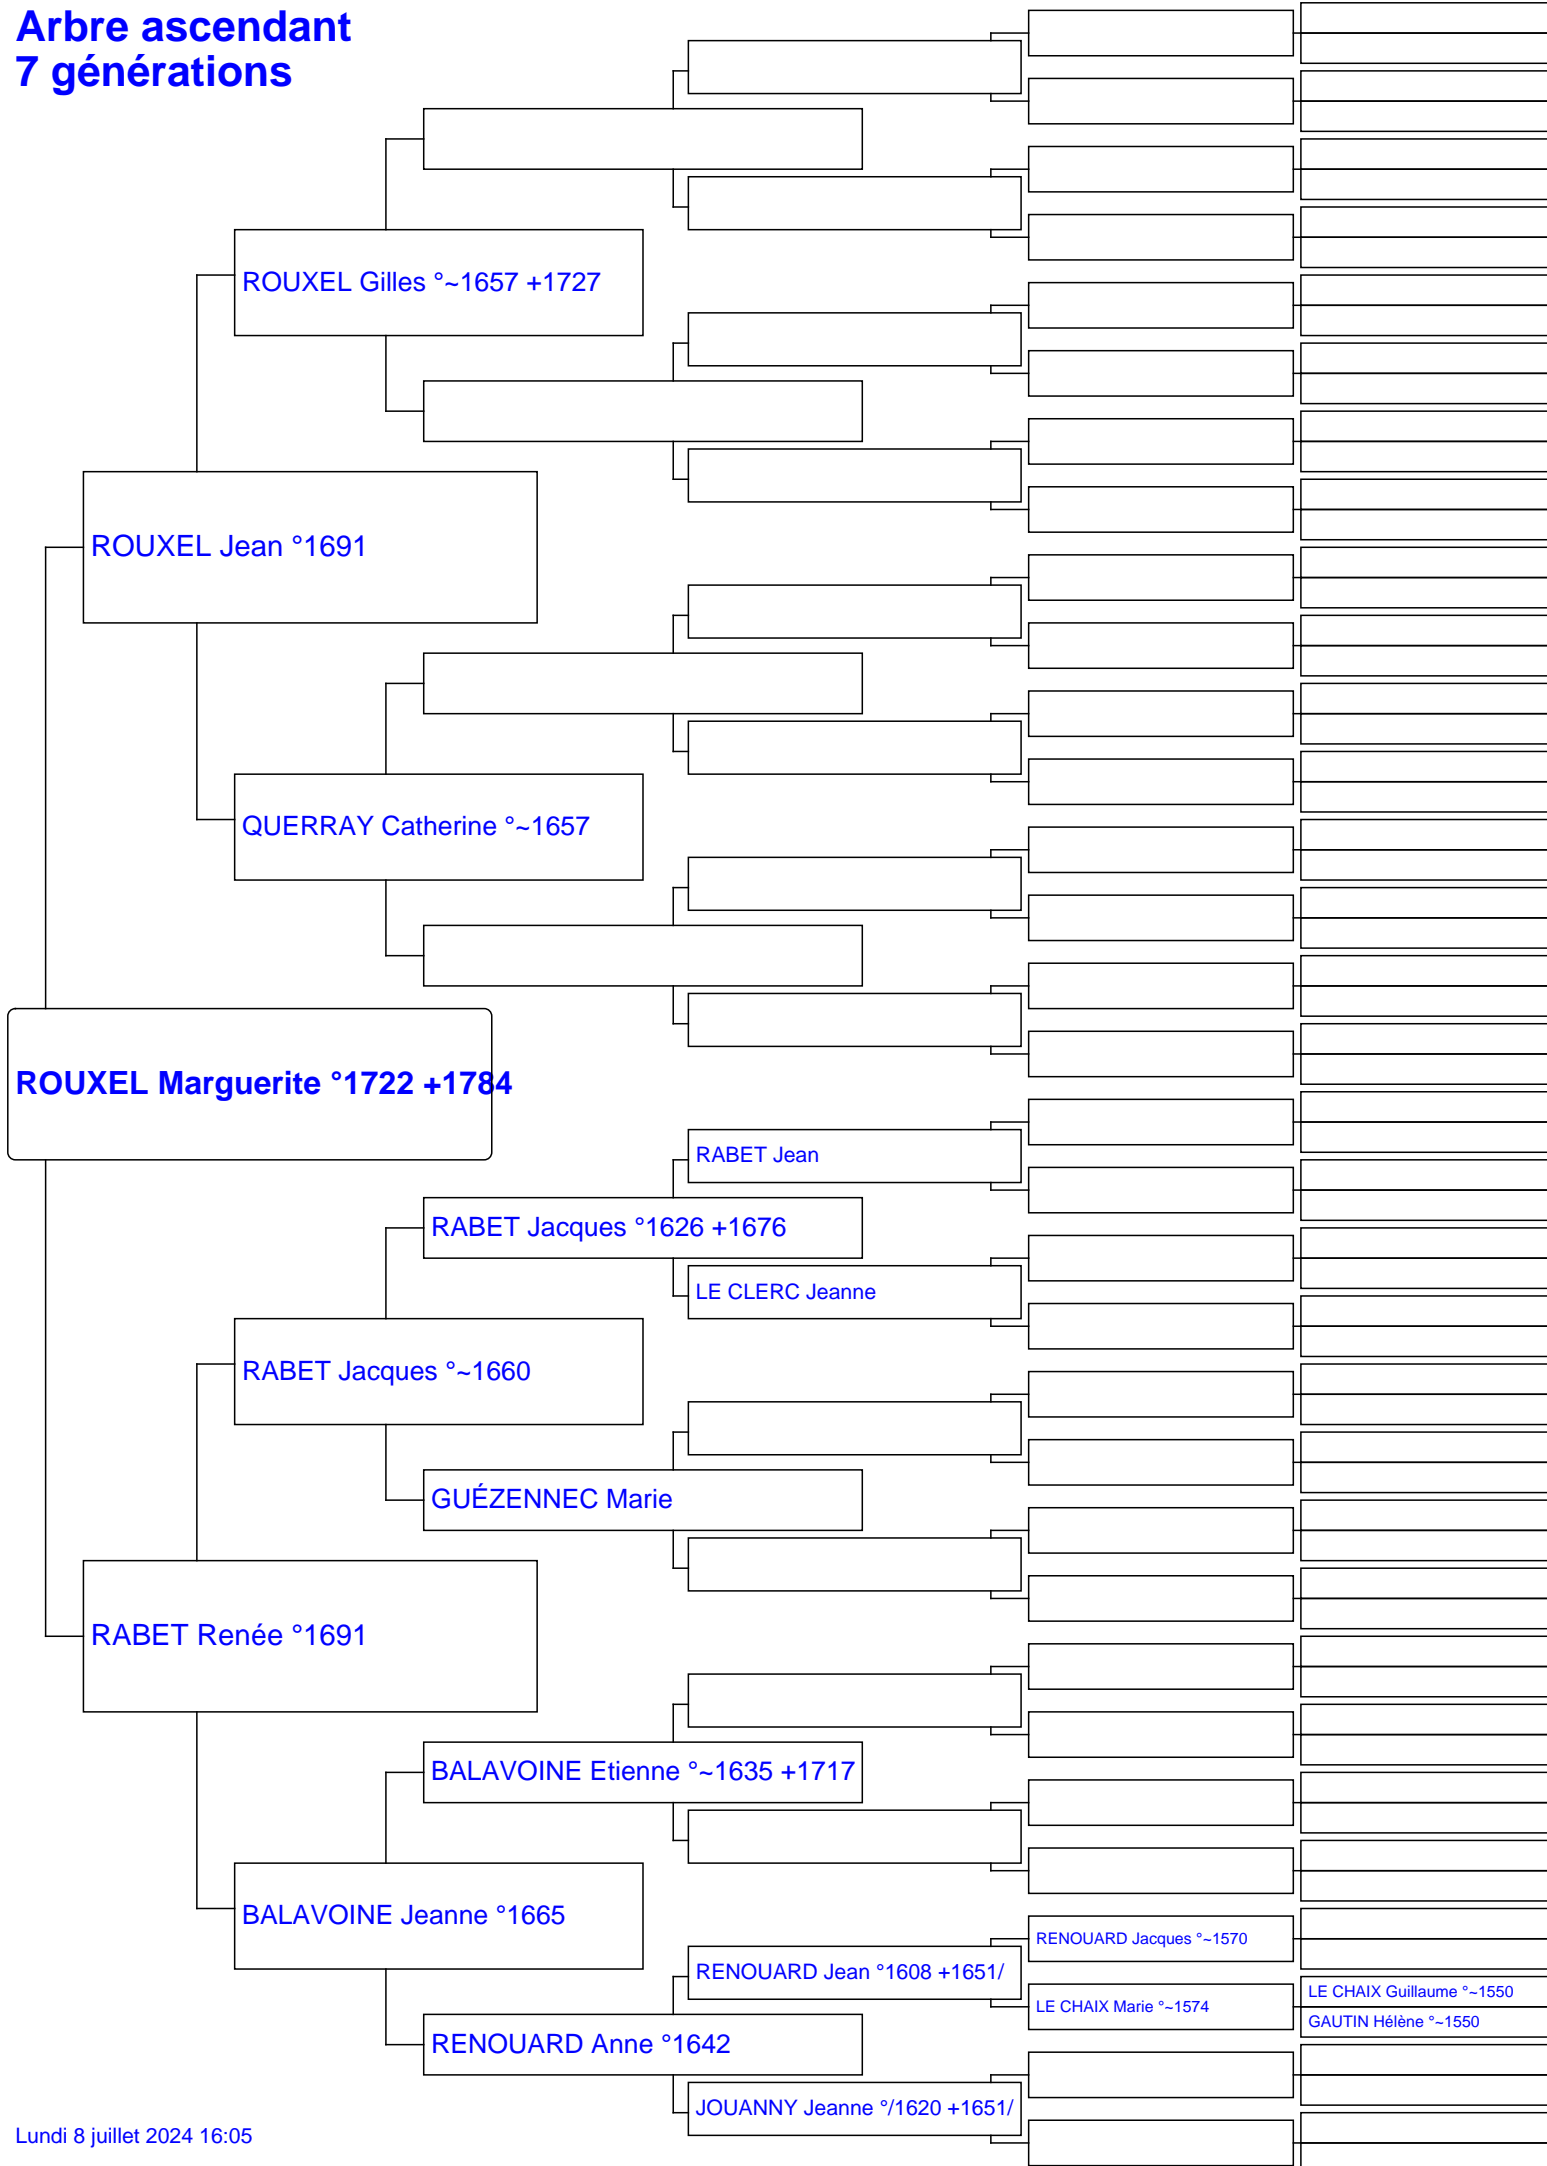 Arbre ascendant
7 générations
ROUXEL Gilles °~1657 +1727
ROUXEL Jean °1691
QUERRAY Catherine °~1657
ROUXEL Marguerite °1722 +1784
RABET Jean
RABET Jacques °1626 +1676
LE CLERC Jeanne
RABET Jacques °~1660
GUÉZENNEC Marie
RABET Renée °1691
BALAVOINE Etienne °~1635 +1717
BALAVOINE Jeanne °1665
RENOUARD Jacques °~1570
RENOUARD Jean °1608 +1651/
LE CHAIX Guillaume °~1550
LE CHAIX Marie °~1574
GAUTIN Hélène °~1550
RENOUARD Anne °1642
JOUANNY Jeanne °/1620 +1651/
Lundi 8 juillet 2024 16:05